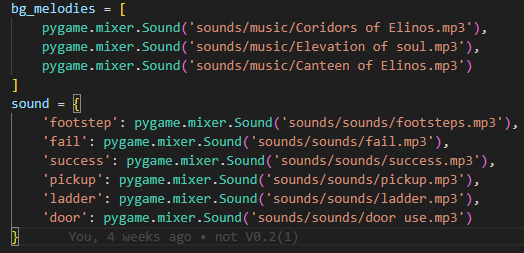 bg_melodies = [
    pygame.mixer.Sound('sounds/music/Coridors of Elinos.mp3'),
    pygame.mixer.Sound('sounds/music/Elevation of soul.mp3'),
    pygame.mixer.Sound('sounds/music/Canteen of Elinos.mp3')
]
sound = {
    'footstep': pygame.mixer.Sound('sounds/sounds/footsteps.mp3'),
    'fail': pygame.mixer.Sound('sounds/sounds/fail.mp3'),
    'success': pygame.mixer.Sound('sounds/sounds/success.mp3'),
    'pickup': pygame.mixer.Sound('sounds/sounds/pickup.mp3'),
    'ladder': pygame.mixer.Sound('sounds/sounds/ladder.mp3'),
    'door': pygame.mixer.Sound('sounds/sounds/door use.mp3')
}    You, 4 weeks ago • not V0.2(1)